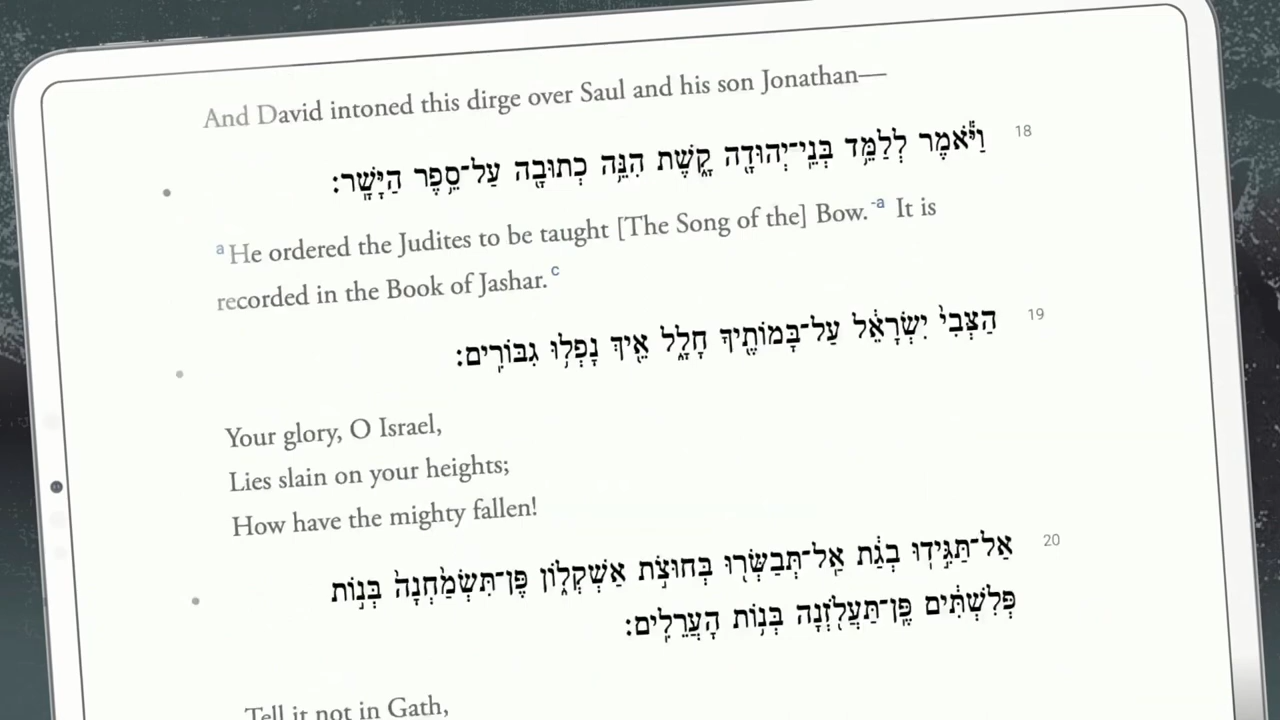 And David intoned this dirge over Saul and his son Jonathan—
18
וַיֹּ֕אמֶר לְלַמֵּ֥ד בְּנֵֽי־יְהוּדָ֖ה קָ֑שֶׁת הִנֵּ֥ה כְתוּבָ֖ה עַל־סֵ֥פֶר הַיָּשָֽׁר׃
ᵃHe ordered the Judites to be taught [The Song of the] Bow.⁻ᵃ It is
recorded in the Book of Jashar.ᶜ
19
הַצְּבִי֙ יִשְׂרָאֵ֔ל עַל־בָּמוֹתֶ֖יךָ חָלָ֑ל אֵ֖יךְ נָפְל֥וּ גִבּוֹרִֽים׃
Your glory, O Israel,
Lies slain on your heights;
How have the mighty fallen!
20
אַל־תַּגִּ֣ידוּ בְגַ֔ת אַֽל־תְּבַשְּׂר֖וּ בְּחוּצֹ֣ת אַשְׁקְל֑וֹן פֶּן־תִּשְׂמַ֙חְנָה֙ בְּנ֣וֹת
פְּלִשְׁתִּ֔ים פֶּֽן־תַּעֲלֹ֖זְנָה בְּנ֥וֹת הָעֲרֵלִֽים׃
Tell it not in Gath,